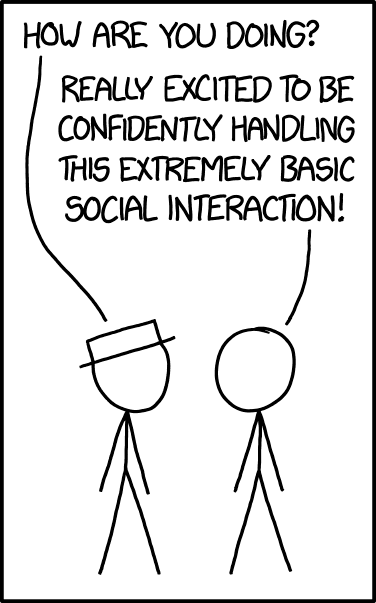 HOW ARE YOU DOING?
REALLY EXCITED TO BE
CONFIDENTLY HANDLING
THIS EXTREMELY BASIC
SOCIAL INTERACTION!